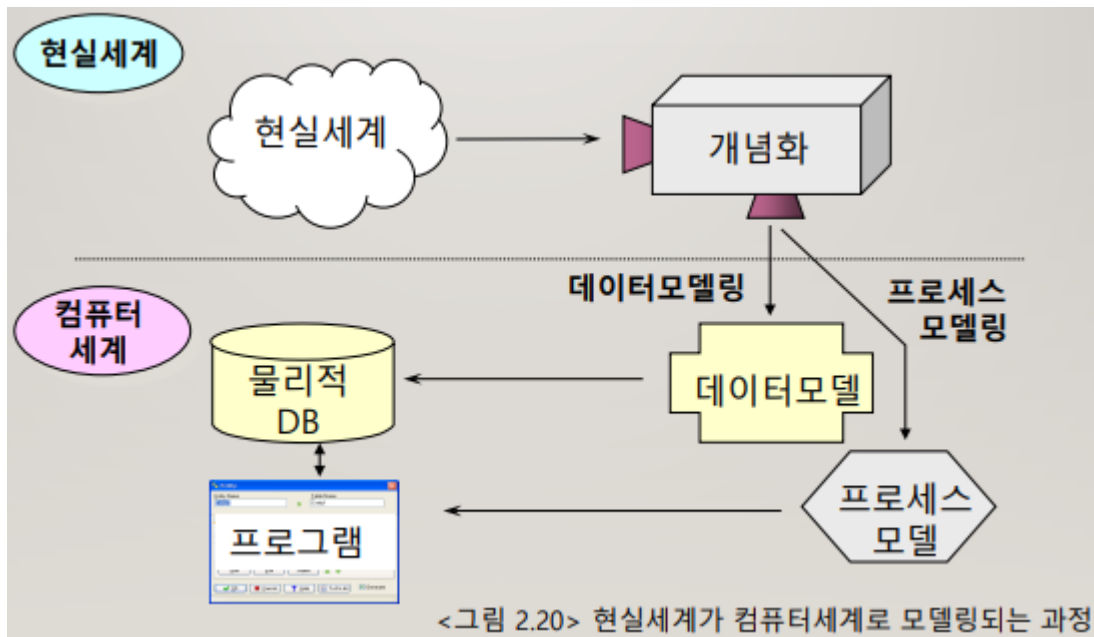 현실세계
현실세계
개념화
데이터모델링
프로세스
모델링
컴퓨터
세계
물리적
DB
데이터모델
프로세스
모델
프로그램
<그림 2.20> 현실세계가 컴퓨터세계로 모델링되는 과정